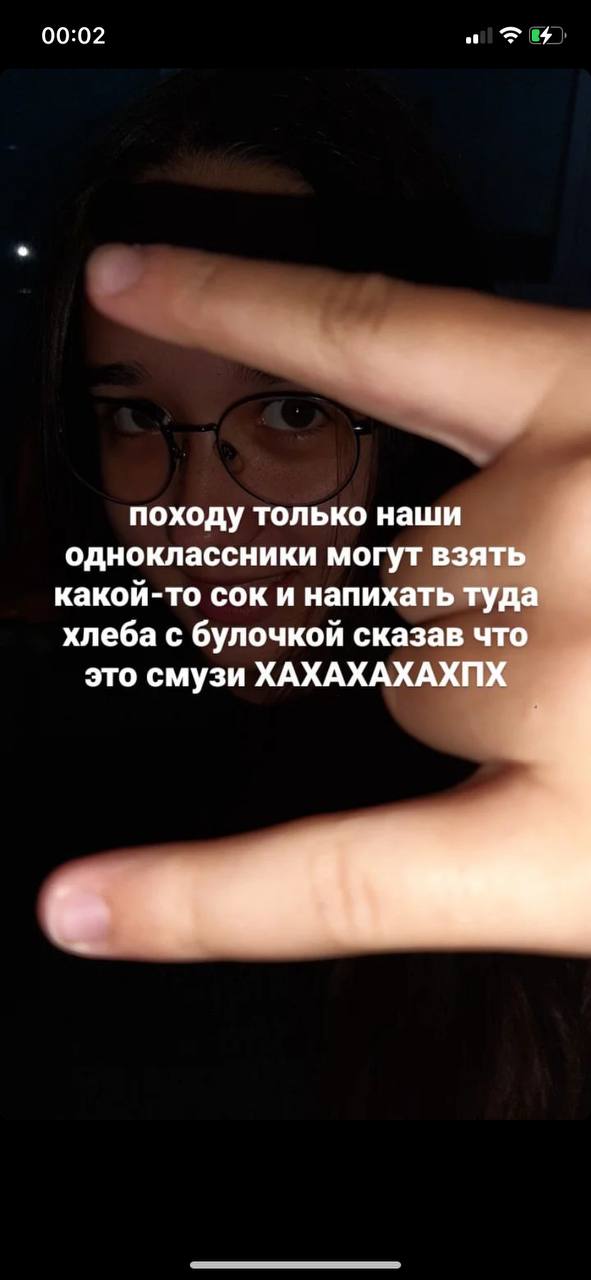 00:02
походу только наши
одноклассники могут взять
какой-то сок и напихать туда
хлеба с булочкой сказав что
это смузи ХАХАХАХАХПХ